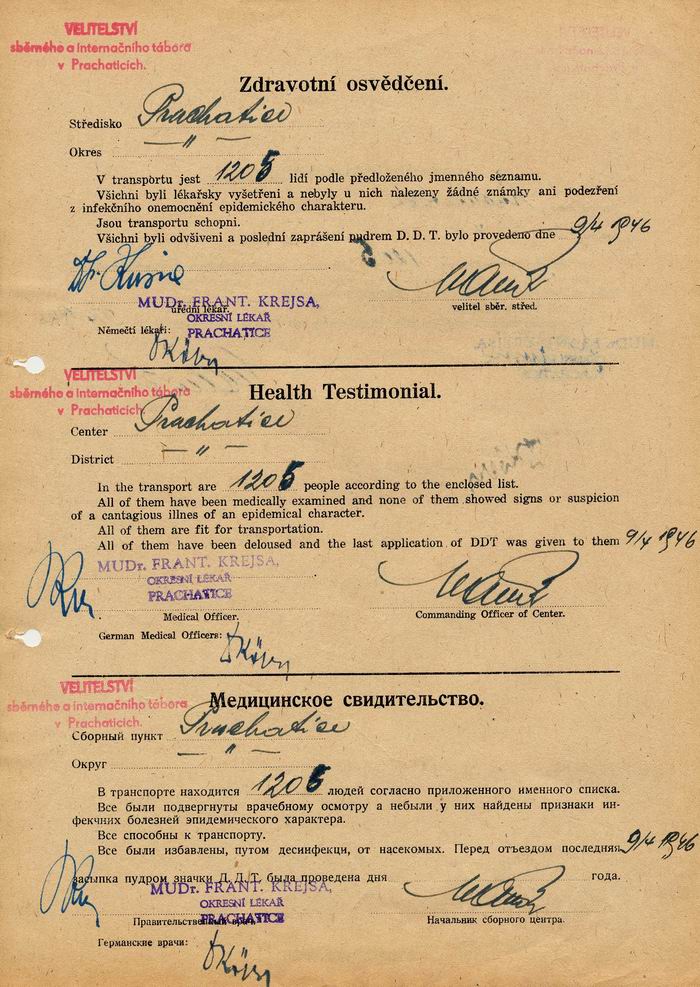 VELITELSTVÍ
sběrného a internačního tábora
v Prachaticích.
Zdravotní osvědčení.
Středisko Prachatice
Okres — " —
V transportu jest 1205 lidí podle předloženého jmenného seznamu.
Všichni byli lékařsky vyšetřeni a nebyly u nich nalezeny žádné známky ani podezření
z infekčního onemocnění epidemického charakteru.
Jsou transportu schopni.
Všichni byli odvšiveni a poslední zaprášení pudrem D. D. T. bylo provedeno dne 9/4 1946
MUDr. FRANT. KREJSA,
úřední lékař.
OKRESNÍ LÉKAŘ
PRACHATICE
velitel sběr. střed.
Němečtí lékaři:
VELITELSTVÍ
sběrného a internačního tábora
v Prachaticích.
Health Testimonial.
Center Prachatice
District — " —
In the transport are 1205 people according to the enclosed list.
All of them have been medically examined and none of them showed signs or suspicion
of a cantagious illnes of an epidemical character.
All of them are fit for transportation.
All of them have been deloused and the last application of DDT was given to them 9/4 1946
MUDr. FRANT. KREJSA,
OKRESNÍ LÉKAŘ
PRACHATICE
Medical Officer.
Commanding Officer of Center.
German Medical Officers:
VELITELSTVÍ
sběrného a internačního tábora
v Prachaticích.
Медицинское свидительство.
Сборный пункт Prachatice
Округ — " —
В транспорте находится 1205 людей согласно приложенного именного списка.
Все были подвергнуты врачебному осмотру а небыли у них найдены признаки ин-
фекчних болезней эпидемического характера.
Все способны к транспорту.
Все были избавлены, путом десинфекци, от насекомых. Перед отъездом последняя 9/4 1946
засыпка пудром значки Д. Д. Т. была проведена дня года.
MUDr. FRANT. KREJSA,
OKRESNÍ LÉKAŘ
PRACHATICE
Правительственный врач.
Начальник сборного центра.
Германские врачи: